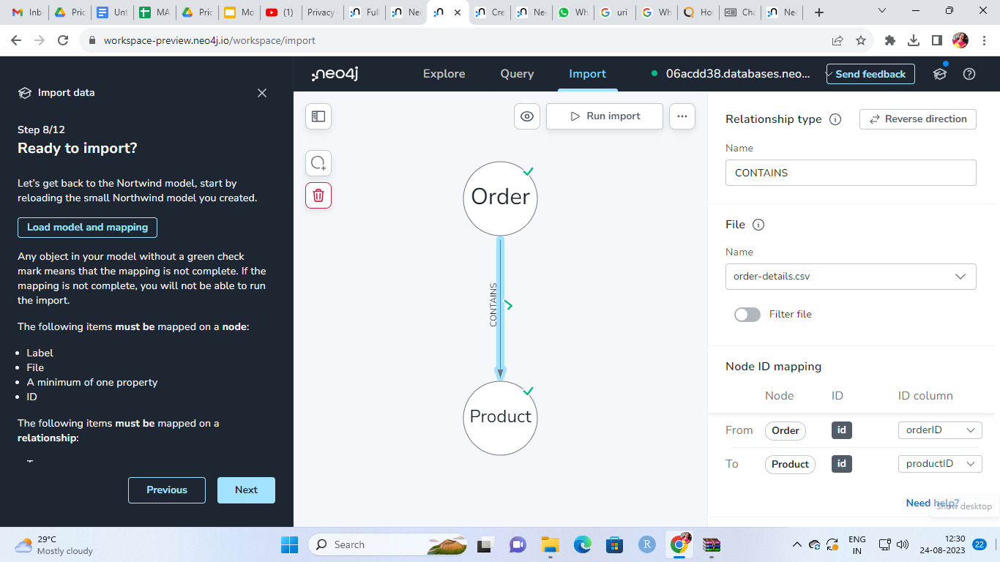 Inb
Pric
Unt
MA
Pric
Mo
(1)
Privacy
Full
Nec
Cre
Nec
Wh
uri
Wh
Hov
Cha
Nec
workspace-preview.neo4j.io/workspace/import
Import data
Step 8/12
Ready to import?
Let's get back to the Nortwind model, start by
reloading the small Northwind model you created.
Load model and mapping
Any object in your model without a green check
mark means that the mapping is not complete. If the
mapping is not complete, you will not be able to run
the import.
The following items must be mapped on a node:
Label
File
A minimum of one property
ID
The following items must be mapped on a
relationship:
Previous
Next
neo4j
Explore
Query
Import
06acdd38.databases.neo...
Send feedback
Run import
Order
CONTAINS
Product
Relationship type
Reverse direction
Name
CONTAINS
File
Name
order-details.csv
Filter file
Node ID mapping
Node ID ID column
From Order id orderID
To Product id productID
Need help?
Show desktop
29°C
Mostly cloudy
Search
R
ENG
IN
12:30
24-08-2023
22